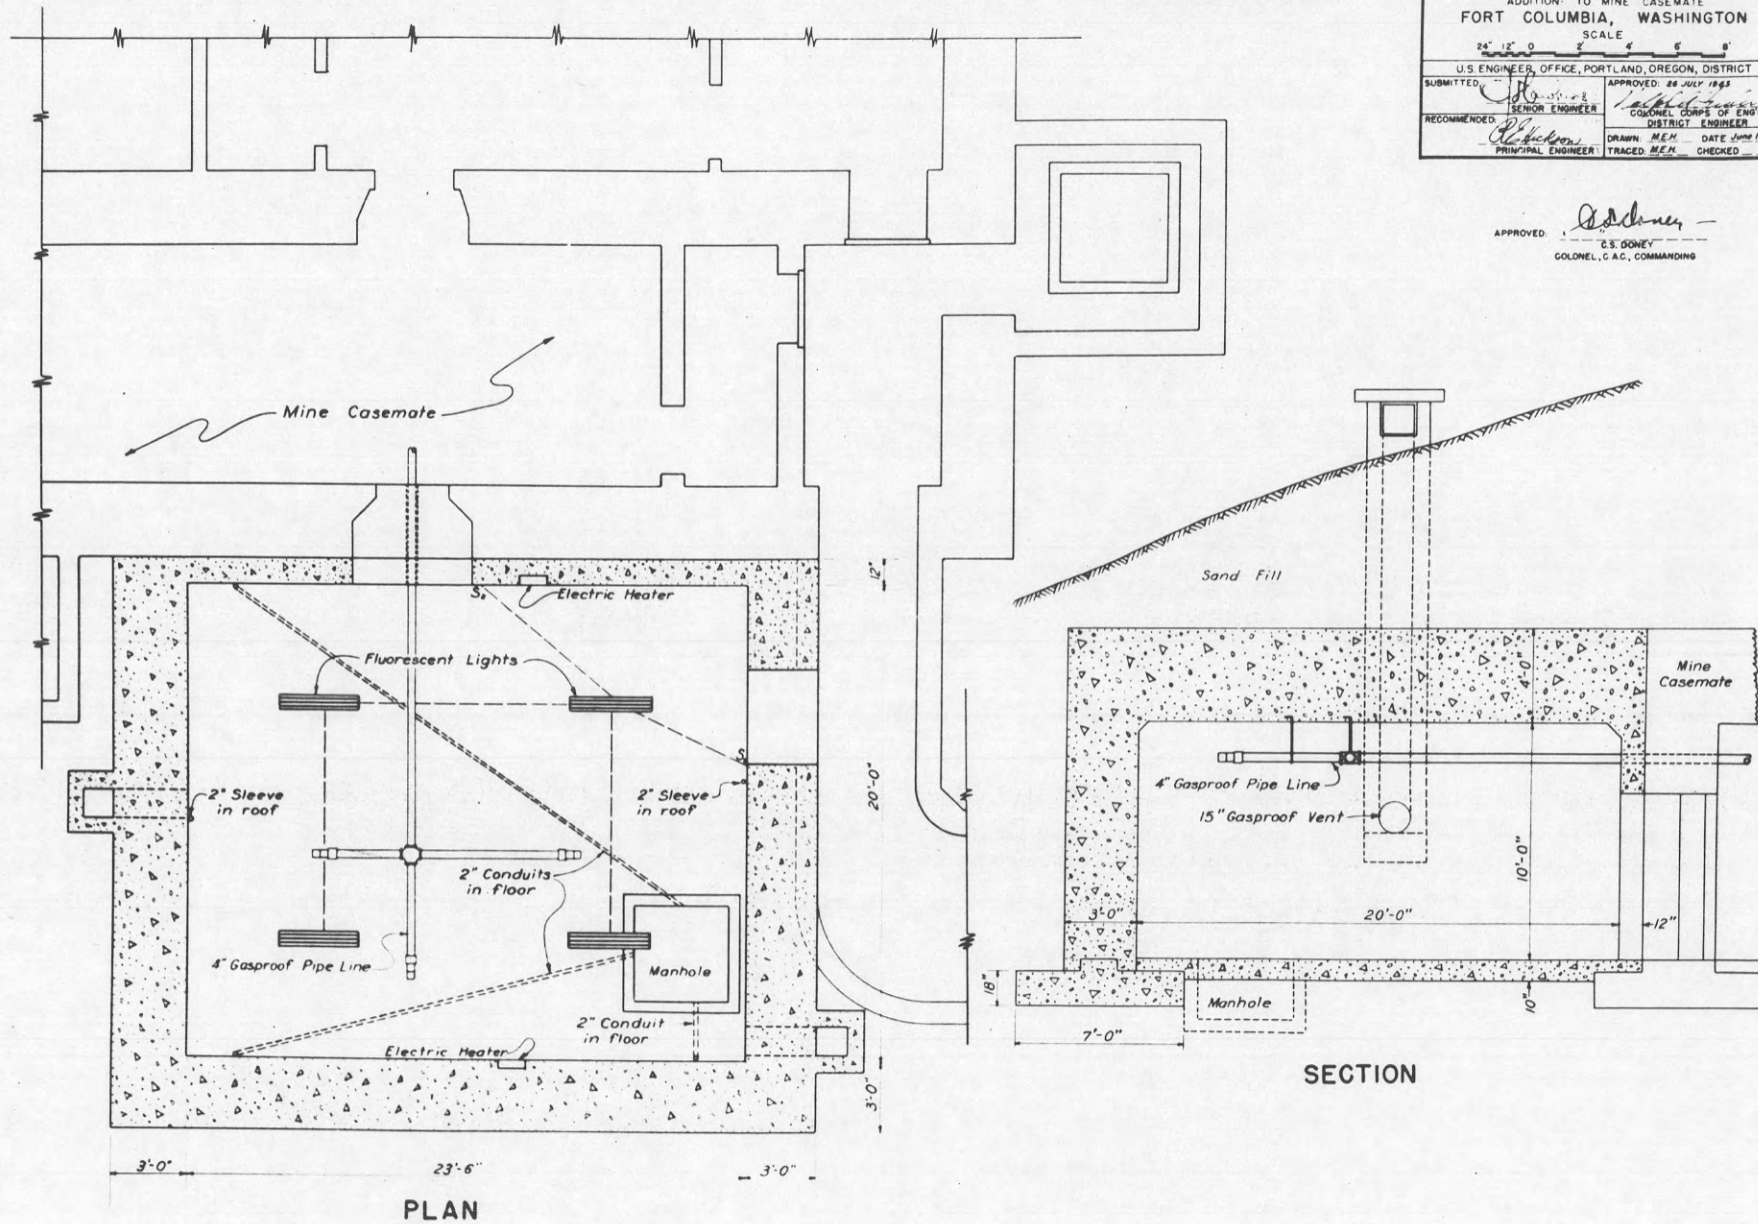 ADDITION TO MINE CASEMATE
FORT COLUMBIA, WASHINGTON
SCALE
24" 12" 0 2' 4' 6' 8'
U.S. ENGINEER OFFICE, PORTLAND, OREGON, DISTRICT
SUBMITTED:
SENIOR ENGINEER
APPROVED: 26 JULY 1945
COLONEL CORPS OF ENG
DISTRICT ENGINEER
RECOMMENDED:
R.E. Hickson
PRINCIPAL ENGINEER
DRAWN: M.E.H. DATE June
TRACED: M.E.H. CHECKED
APPROVED:
C.S. Doney
C.S. DONEY
COLONEL, C.A.C., COMMANDING
Mine Casemate
12"
S.
Electric Heater
Fluorescent Lights
S
2" Sleeve
in roof
2" Sleeve
in roof
20'-0"
2" Conduits
in floor
4" Gasproof Pipe Line
Manhole
2" Conduit
in floor
Electric Heater
3'-0"
3'-0"
23'-6"
3'-0"
PLAN
Sand Fill
4'-0"
Mine
Casemate
4" Gasproof Pipe Line
15" Gasproof Vent
10'-0"
3'-0"
20'-0"
12"
18"
Manhole
10"
7'-0"
SECTION